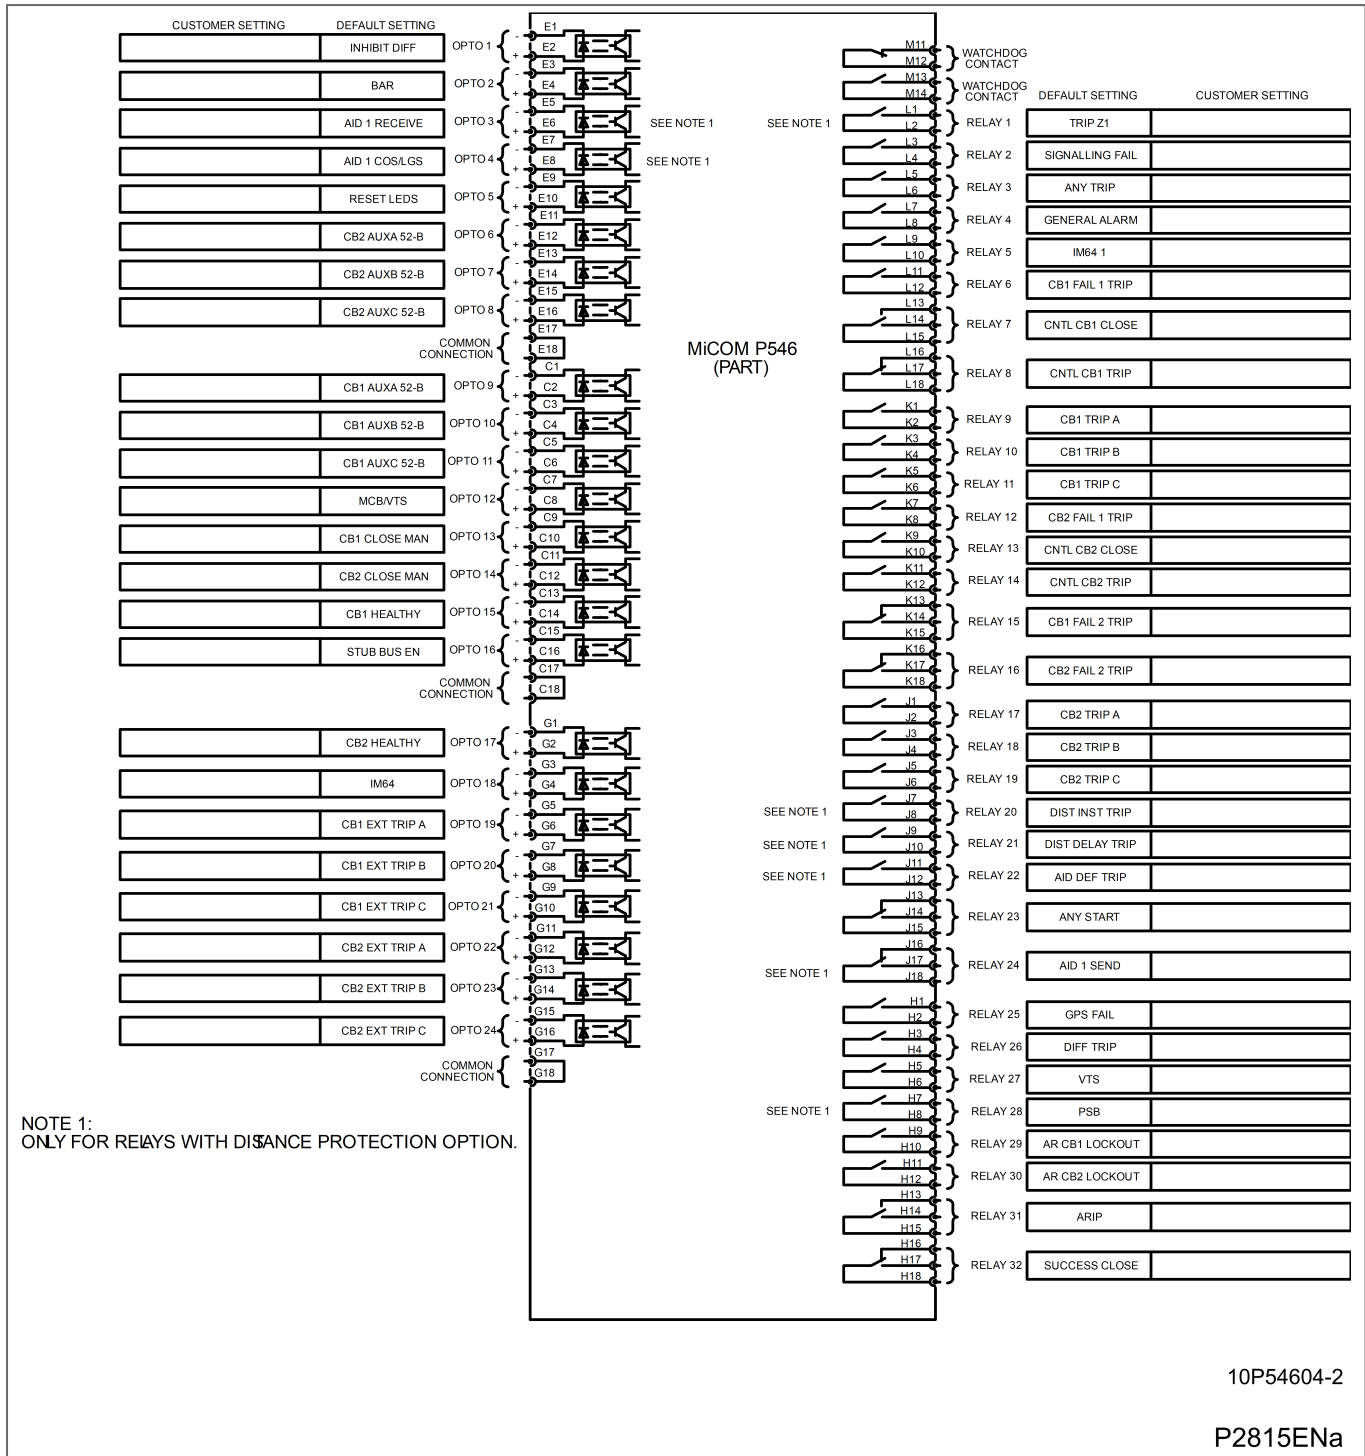 CUSTOMER SETTING DEFAULT SETTING
INHIBIT DIFF OPTO 1 - + E1 E2
BAR OPTO 2 - + E3 E4
AID 1 RECEIVE OPTO 3 - + E5 E6 SEE NOTE 1
AID 1 COS/LGS OPTO 4 - + E7 E8 SEE NOTE 1
RESET LEDS OPTO 5 - + E9 E10
CB2 AUXA 52-B OPTO 6 - + E11 E12
CB2 AUXB 52-B OPTO 7 - + E13 E14
CB2 AUXC 52-B OPTO 8 - + E15 E16
COMMON
CONNECTION E17 E18
CB1 AUXA 52-B OPTO 9 - + C1 C2
CB1 AUXB 52-B OPTO 10 - + C3 C4
CB1 AUXC 52-B OPTO 11 - + C5 C6
MCB/VTS OPTO 12 - + C7 C8
CB1 CLOSE MAN OPTO 13 - + C9 C10
CB2 CLOSE MAN OPTO 14 - + C11 C12
CB1 HEALTHY OPTO 15 - + C13 C14
STUB BUS EN OPTO 16 - + C15 C16
COMMON
CONNECTION C17 C18
CB2 HEALTHY OPTO 17 - + G1 G2
IM64 OPTO 18 - + G3 G4
CB1 EXT TRIP A OPTO 19 - + G5 G6
CB1 EXT TRIP B OPTO 20 - + G7 G8
CB1 EXT TRIP C OPTO 21 - + G9 G10
CB2 EXT TRIP A OPTO 22 - + G11 G12
CB2 EXT TRIP B OPTO 23 - + G13 G14
CB2 EXT TRIP C OPTO 24 - + G15 G16
COMMON
CONNECTION G17 G18
NOTE 1:
ONLY FOR RELAYS WITH DISTANCE PROTECTION OPTION.
MiCOM P546
(PART)
M11 M12 WATCHDOG
CONTACT
M13 M14 WATCHDOG
CONTACT
DEFAULT SETTING CUSTOMER SETTING
SEE NOTE 1 L1 L2 RELAY 1 TRIP Z1
L3 L4 RELAY 2 SIGNALLING FAIL
L5 L6 RELAY 3 ANY TRIP
L7 L8 RELAY 4 GENERAL ALARM
L9 L10 RELAY 5 IM64 1
L11 L12 RELAY 6 CB1 FAIL 1 TRIP
L13 L14 L15 RELAY 7 CNTL CB1 CLOSE
L16 L17 L18 RELAY 8 CNTL CB1 TRIP
K1 K2 RELAY 9 CB1 TRIP A
K3 K4 RELAY 10 CB1 TRIP B
K5 K6 RELAY 11 CB1 TRIP C
K7 K8 RELAY 12 CB2 FAIL 1 TRIP
K9 K10 RELAY 13 CNTL CB2 CLOSE
K11 K12 RELAY 14 CNTL CB2 TRIP
K13 K14 K15 RELAY 15 CB1 FAIL 2 TRIP
K16 K17 K18 RELAY 16 CB2 FAIL 2 TRIP
J1 J2 RELAY 17 CB2 TRIP A
J3 J4 RELAY 18 CB2 TRIP B
J5 J6 RELAY 19 CB2 TRIP C
SEE NOTE 1 J7 J8 RELAY 20 DIST INST TRIP
SEE NOTE 1 J9 J10 RELAY 21 DIST DELAY TRIP
SEE NOTE 1 J11 J12 RELAY 22 AID DEF TRIP
J13 J14 J15 RELAY 23 ANY START
SEE NOTE 1 J16 J17 J18 RELAY 24 AID 1 SEND
H1 H2 RELAY 25 GPS FAIL
H3 H4 RELAY 26 DIFF TRIP
H5 H6 RELAY 27 VTS
SEE NOTE 1 H7 H8 RELAY 28 PSB
H9 H10 RELAY 29 AR CB1 LOCKOUT
H11 H12 RELAY 30 AR CB2 LOCKOUT
H13 H14 H15 RELAY 31 ARIP
H16 H17 H18 RELAY 32 SUCCESS CLOSE
10P54604-2
P2815ENa